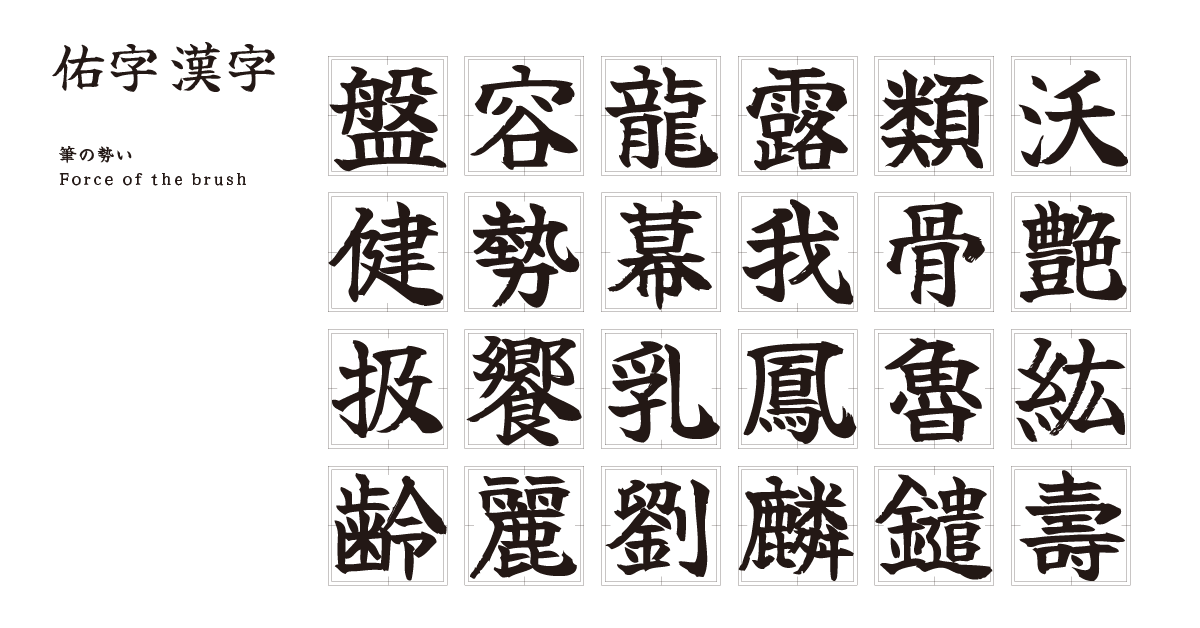 佑字 漢字
筆の勢い
Force of the brush
盤容龍露類沃
健勢幕我骨艶
扱饗乳鳳魯紘
齢麗劉麟鑓壽